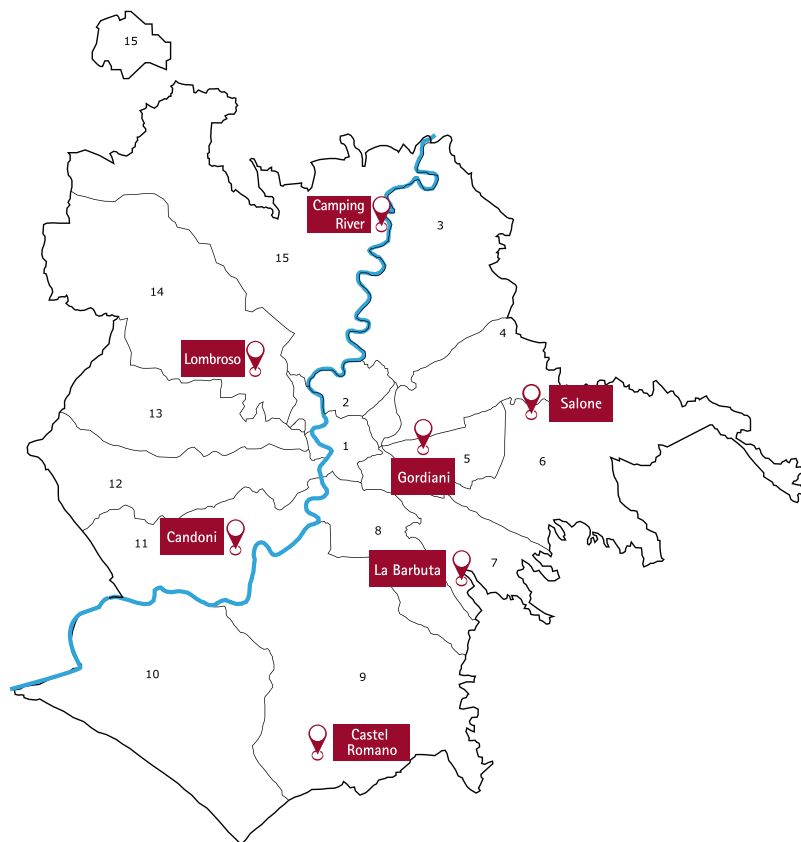 15
Camping
River
3
15
14
4
Lombroso
2
Salone
13
1
5
6
Gordiani
12
8
11
Candoni
La Barbuta
7
10
9
Castel
Romano